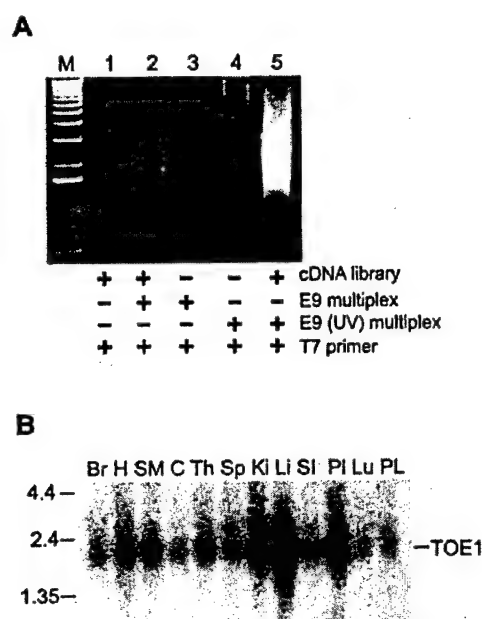 A
M 1 2 3 4 5
+ + − − + cDNA library
− + + − − E9 multiplex
− − − + + E9 (UV) multiplex
+ + + + + T7 primer
B
Br H SM C Th Sp Ki Li SI Pl Lu PL
4.4–
2.4– –TOE1
1.35–